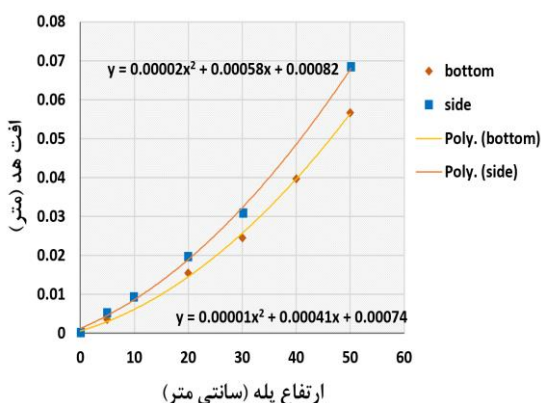 0.08
0.07
0.06
0.05
0.04
0.03
0.02
0.01
0
افت هد (متر)
y = 0.00002x² + 0.00058x + 0.00082
y = 0.00001x² + 0.00041x + 0.00074
0 10 20 30 40 50 60
ارتفاع پله (سانتی متر)
bottom
side
Poly. (bottom)
Poly. (side)